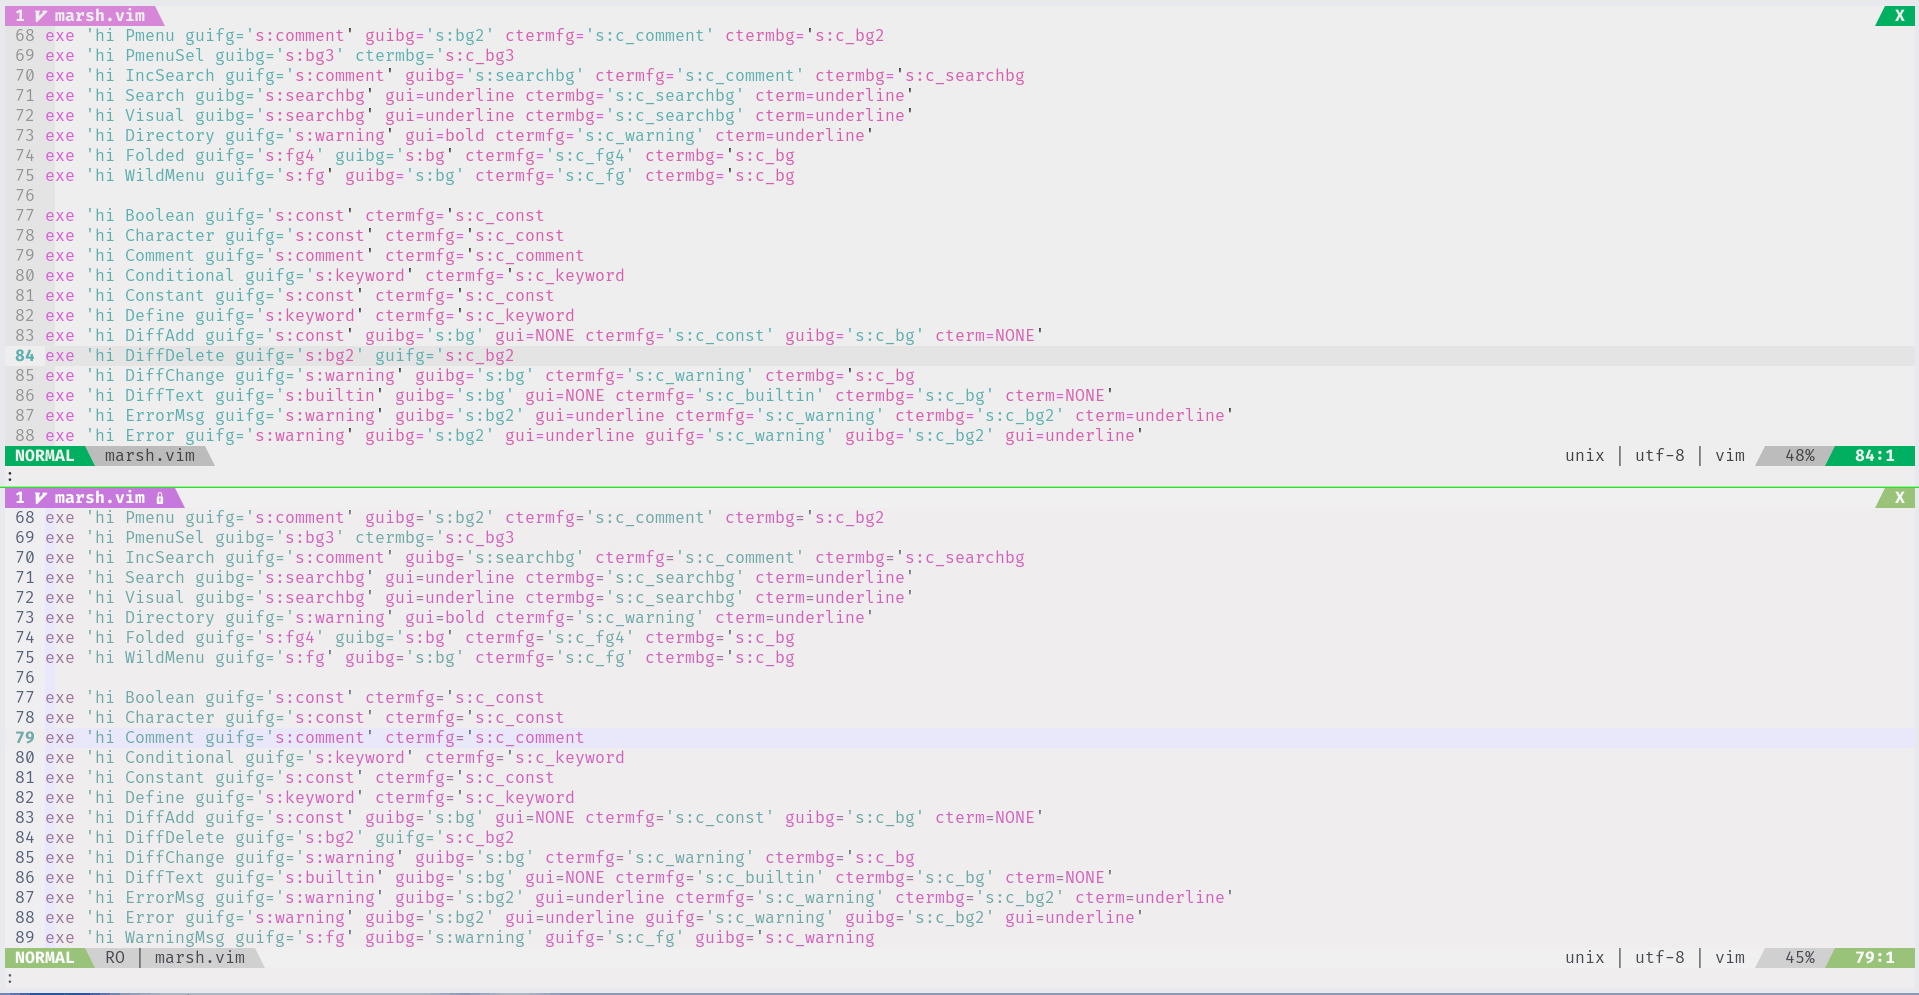 1 marsh.vim X
68 exe 'hi Pmenu guifg='s:comment' guibg='s:bg2' ctermfg='s:c_comment' ctermbg='s:c_bg2
69 exe 'hi PmenuSel guibg='s:bg3' ctermbg='s:c_bg3
70 exe 'hi IncSearch guifg='s:comment' guibg='s:searchbg' ctermfg='s:c_comment' ctermbg='s:c_searchbg
71 exe 'hi Search guibg='s:searchbg' gui=underline ctermbg='s:c_searchbg' cterm=underline'
72 exe 'hi Visual guibg='s:searchbg' gui=underline ctermbg='s:c_searchbg' cterm=underline'
73 exe 'hi Directory guifg='s:warning' gui=bold ctermfg='s:c_warning' cterm=underline'
74 exe 'hi Folded guifg='s:fg4' guibg='s:bg' ctermfg='s:c_fg4' ctermbg='s:c_bg
75 exe 'hi WildMenu guifg='s:fg' guibg='s:bg' ctermfg='s:c_fg' ctermbg='s:c_bg
76
77 exe 'hi Boolean guifg='s:const' ctermfg='s:c_const
78 exe 'hi Character guifg='s:const' ctermfg='s:c_const
79 exe 'hi Comment guifg='s:comment' ctermfg='s:c_comment
80 exe 'hi Conditional guifg='s:keyword' ctermfg='s:c_keyword
81 exe 'hi Constant guifg='s:const' ctermfg='s:c_const
82 exe 'hi Define guifg='s:keyword' ctermfg='s:c_keyword
83 exe 'hi DiffAdd guifg='s:const' guibg='s:bg' gui=NONE ctermfg='s:c_const' guibg='s:c_bg' cterm=NONE'
84 exe 'hi DiffDelete guifg='s:bg2' guifg='s:c_bg2
85 exe 'hi DiffChange guifg='s:warning' guibg='s:bg' ctermfg='s:c_warning' ctermbg='s:c_bg
86 exe 'hi DiffText guifg='s:builtin' guibg='s:bg' gui=NONE ctermfg='s:c_builtin' ctermbg='s:c_bg' cterm=NONE'
87 exe 'hi ErrorMsg guifg='s:warning' guibg='s:bg2' gui=underline ctermfg='s:c_warning' ctermbg='s:c_bg2' cterm=underline'
88 exe 'hi Error guifg='s:warning' guibg='s:bg2' gui=underline guifg='s:c_warning' guibg='s:c_bg2' gui=underline'
NORMAL marsh.vim unix | utf-8 | vim 48% 84:1
:
1 marsh.vim X
68 exe 'hi Pmenu guifg='s:comment' guibg='s:bg2' ctermfg='s:c_comment' ctermbg='s:c_bg2
69 exe 'hi PmenuSel guibg='s:bg3' ctermbg='s:c_bg3
70 exe 'hi IncSearch guifg='s:comment' guibg='s:searchbg' ctermfg='s:c_comment' ctermbg='s:c_searchbg
71 exe 'hi Search guibg='s:searchbg' gui=underline ctermbg='s:c_searchbg' cterm=underline'
72 exe 'hi Visual guibg='s:searchbg' gui=underline ctermbg='s:c_searchbg' cterm=underline'
73 exe 'hi Directory guifg='s:warning' gui=bold ctermfg='s:c_warning' cterm=underline'
74 exe 'hi Folded guifg='s:fg4' guibg='s:bg' ctermfg='s:c_fg4' ctermbg='s:c_bg
75 exe 'hi WildMenu guifg='s:fg' guibg='s:bg' ctermfg='s:c_fg' ctermbg='s:c_bg
76
77 exe 'hi Boolean guifg='s:const' ctermfg='s:c_const
78 exe 'hi Character guifg='s:const' ctermfg='s:c_const
79 exe 'hi Comment guifg='s:comment' ctermfg='s:c_comment
80 exe 'hi Conditional guifg='s:keyword' ctermfg='s:c_keyword
81 exe 'hi Constant guifg='s:const' ctermfg='s:c_const
82 exe 'hi Define guifg='s:keyword' ctermfg='s:c_keyword
83 exe 'hi DiffAdd guifg='s:const' guibg='s:bg' gui=NONE ctermfg='s:c_const' guibg='s:c_bg' cterm=NONE'
84 exe 'hi DiffDelete guifg='s:bg2' guifg='s:c_bg2
85 exe 'hi DiffChange guifg='s:warning' guibg='s:bg' ctermfg='s:c_warning' ctermbg='s:c_bg
86 exe 'hi DiffText guifg='s:builtin' guibg='s:bg' gui=NONE ctermfg='s:c_builtin' ctermbg='s:c_bg' cterm=NONE'
87 exe 'hi ErrorMsg guifg='s:warning' guibg='s:bg2' gui=underline ctermfg='s:c_warning' ctermbg='s:c_bg2' cterm=underline'
88 exe 'hi Error guifg='s:warning' guibg='s:bg2' gui=underline guifg='s:c_warning' guibg='s:c_bg2' gui=underline'
89 exe 'hi WarningMsg guifg='s:fg' guibg='s:warning' guifg='s:c_fg' guibg='s:c_warning
NORMAL RO | marsh.vim unix | utf-8 | vim 45% 79:1
: